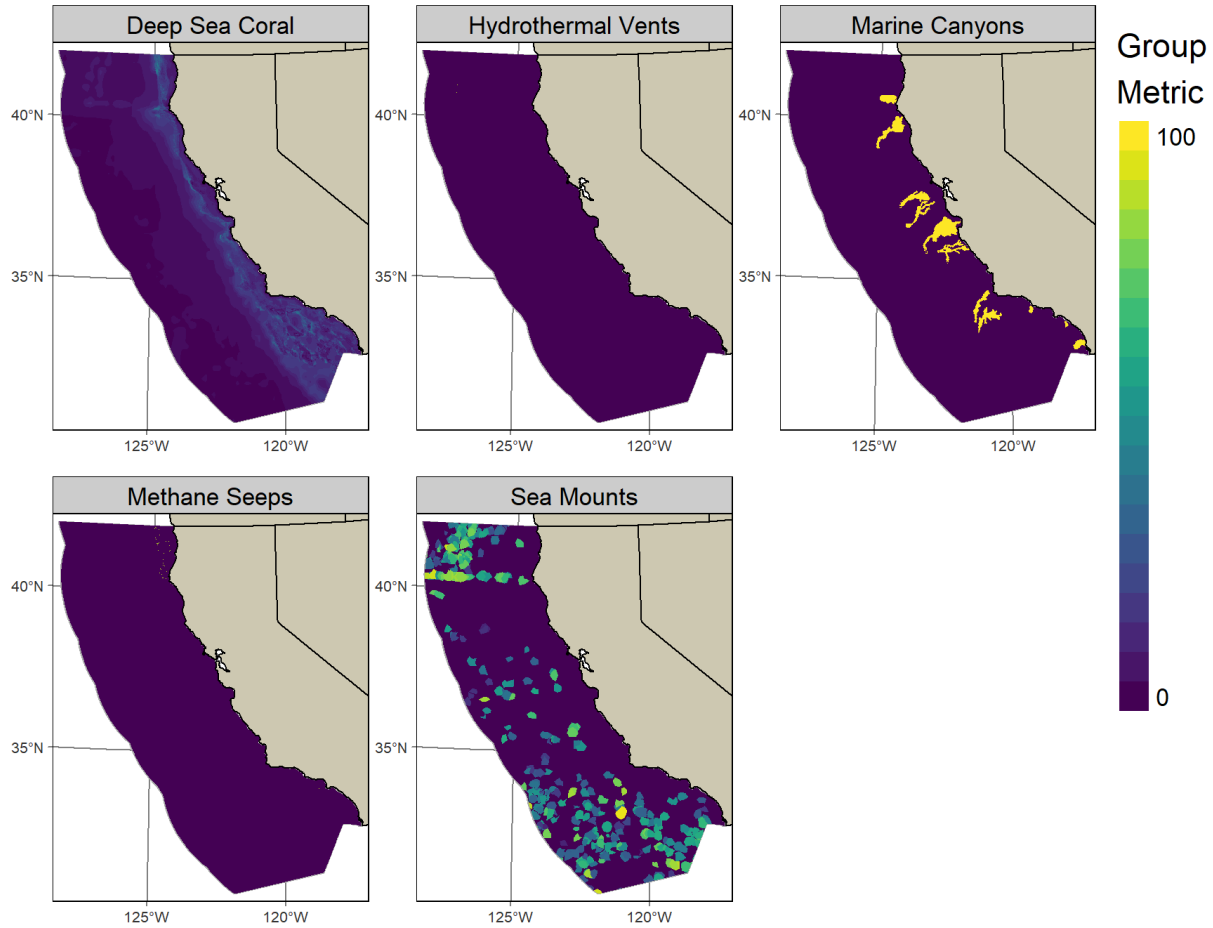 Deep Sea Coral
Hydrothermal Vents
Marine Canyons
Group
Metric
100
0
40°N
35°N
125°W
120°W
40°N
35°N
125°W
120°W
40°N
35°N
125°W
120°W
Methane Seeps
Sea Mounts
40°N
35°N
125°W
120°W
40°N
35°N
125°W
120°W